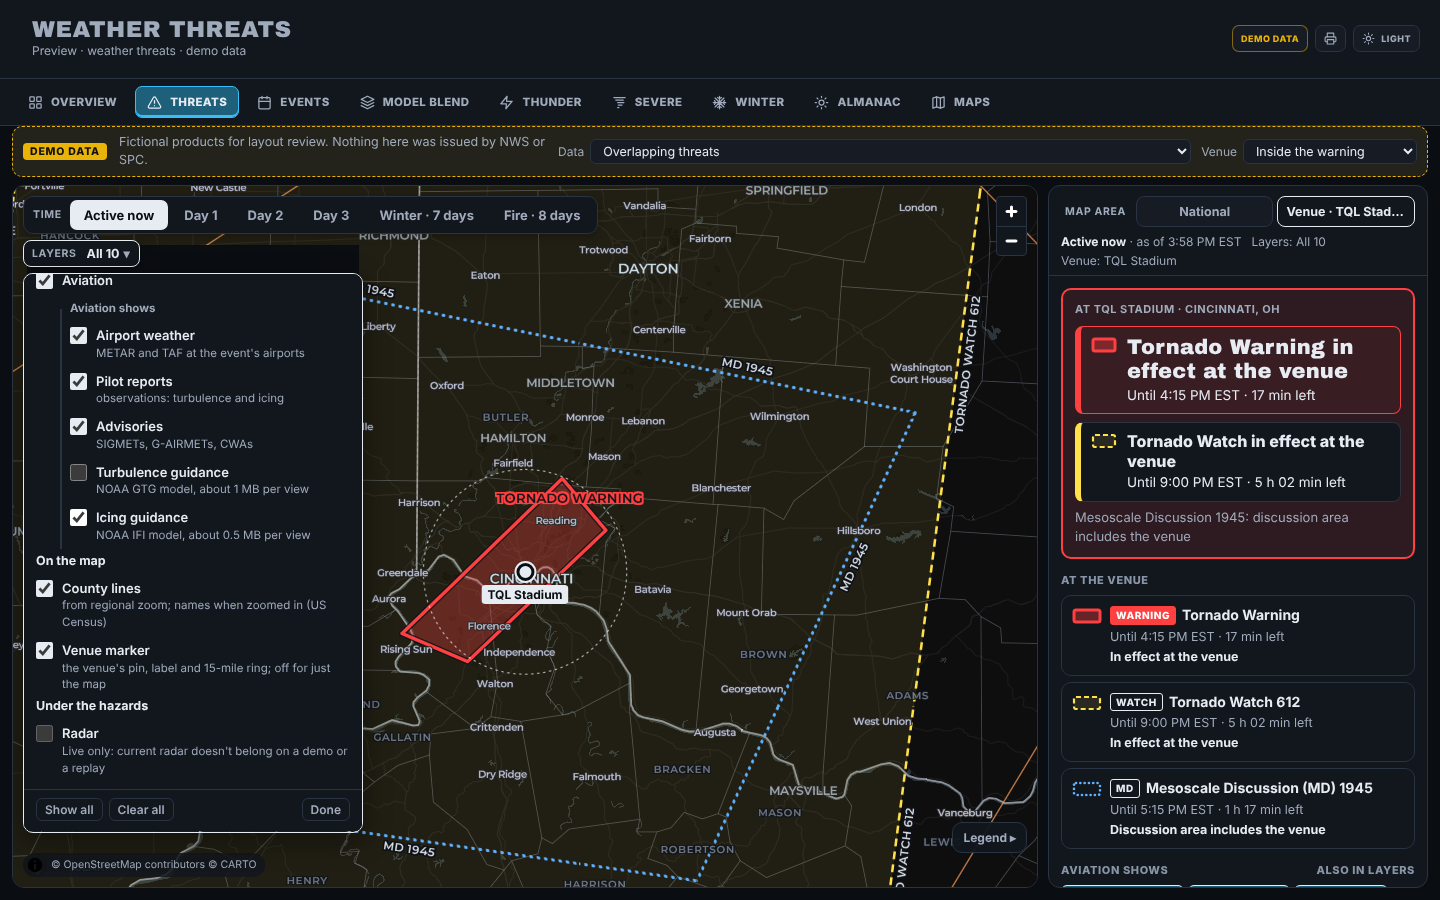 WEATHER THREATS
Preview · weather threats · demo data
DEMO DATA
LIGHT
OVERVIEW
THREATS
EVENTS
MODEL BLEND
THUNDER
SEVERE
WINTER
ALMANAC
MAPS
DEMO DATA
Fictional products for layout review. Nothing here was issued by NWS or
SPC.
Data
Overlapping threats
Venue
Inside the warning
TIME
Active now
Day 1
Day 2
Day 3
Winter · 7 days
Fire · 8 days
LAYERS
All 10 ▾
Aviation
Aviation shows
Airport weather
METAR and TAF at the event's airports
Pilot reports
observations: turbulence and icing
Advisories
SIGMETs, G-AIRMETs, CWAs
Turbulence guidance
NOAA GTG model, about 1 MB per view
Icing guidance
NOAA IFI model, about 0.5 MB per view
On the map
County lines
from regional zoom; names when zoomed in (US
Census)
Venue marker
the venue's pin, label and 15-mile ring; off for just
the map
Under the hazards
Radar
Live only: current radar doesn't belong on a demo or
a replay
Show all
Clear all
Done
© OpenStreetMap contributors © CARTO
New Castle
HANCOCK
RICHMOND
SPRINGFIELD
Vandalia
London
Fairborn
Trotwood
DAYTON
Eaton
XENIA
1945
Liberty
Centerville
MD 1945
Washington
Court House
TORNADO WATCH 612
Oxford
MIDDLETOWN
BUTLER
Monroe
Lebanon
Wilmington
HAMILTON
Fairfield
Mason
Blanchester
Harrison
TORNADO WARNING
Reading
Hillsboro
MD 1945
Greendale
CINCINNATI
TQL Stadium
Aurora
Batavia
Mount Orab
Florence
Rising Sun
Independence
BROWN
Walton
Georgetown
ADAMS
West Union
Crittenden
GALLATIN
Augusta
BRACKEN
Dry Ridge
Falmouth
MAYSVILLE
MASON
Vanceburg
MD 1945
ROBERTSON
HENRY
HARRISON
Legend ▸
MAP AREA
National
Venue · TQL Stad...
Active now · as of 3:58 PM EST Layers: All 10
Venue: TQL Stadium
AT TQL STADIUM · CINCINNATI, OH
Tornado Warning in
effect at the venue
Until 4:15 PM EST · 17 min left
Tornado Watch in effect at the
venue
Until 9:00 PM EST · 5 h 02 min left
Mesoscale Discussion 1945: discussion area
includes the venue
AT THE VENUE
WARNING Tornado Warning
Until 4:15 PM EST · 17 min left
In effect at the venue
WATCH Tornado Watch 612
Until 9:00 PM EST · 5 h 02 min left
In effect at the venue
MD Mesoscale Discussion (MD) 1945
Until 5:15 PM EST · 1 h 17 min left
Discussion area includes the venue
AVIATION SHOWS
ALSO IN LAYERS